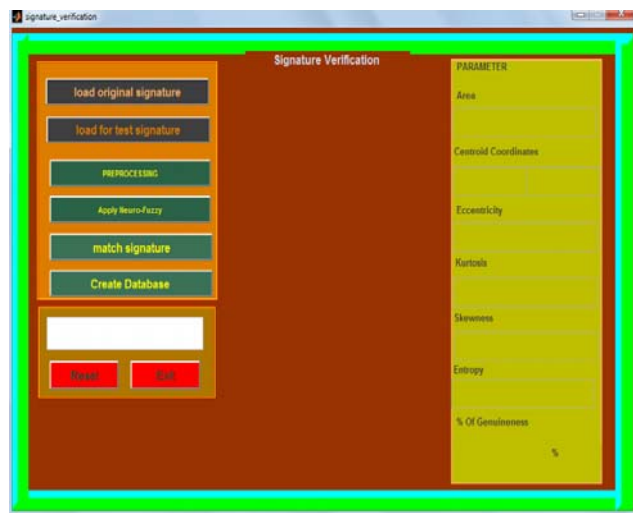 signature_verification
Signature Verification
load original signature
load for test signature
PREPROCESSING
Apply Neuro-Fuzzy
match signature
Create Database
Reset
Exit
PARAMETER
Area
Centroid Coordinates
Eccentricity
Kurtosis
Skewness
Entropy
% Of Genuineness
%